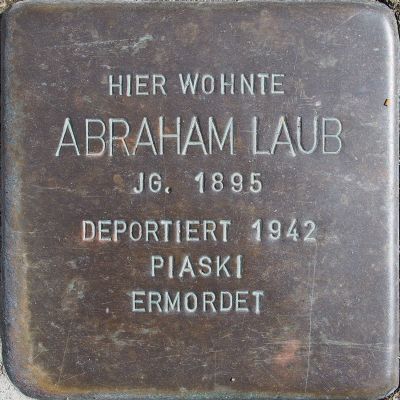 HIER WOHNTE
ABRAHAM LAUB
JG. 1895
DEPORTIERT 1942
PIASKI
ERMORDET